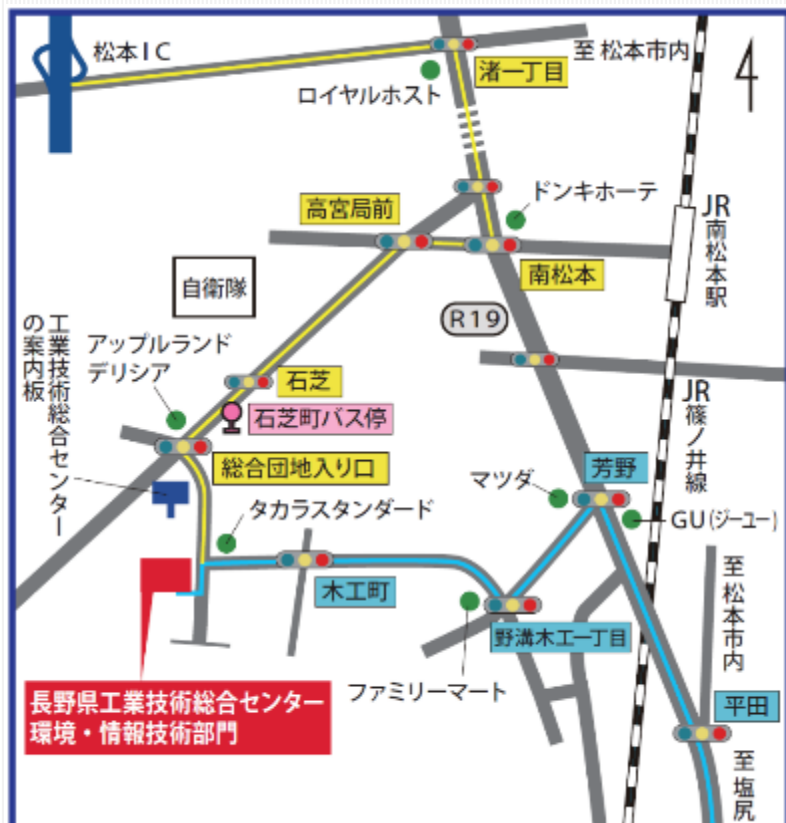 松本IC
至 松本市内
渚一丁目
ロイヤルホスト
ドンキホーテ
高宮局前
JR
南松本駅
南松本
自衛隊
R19
工業技術総合センター
の案内板
アップルランド
デリシア
石芝
石芝町バス停
JR
篠ノ井線
総合団地入り口
芳野
マツダ
GU(ジーユー)
タカラスタンダード
木工町
至 松本市内
野溝木工一丁目
ファミリーマート
長野県工業技術総合センター
環境・情報技術部門
平田
至 塩尻